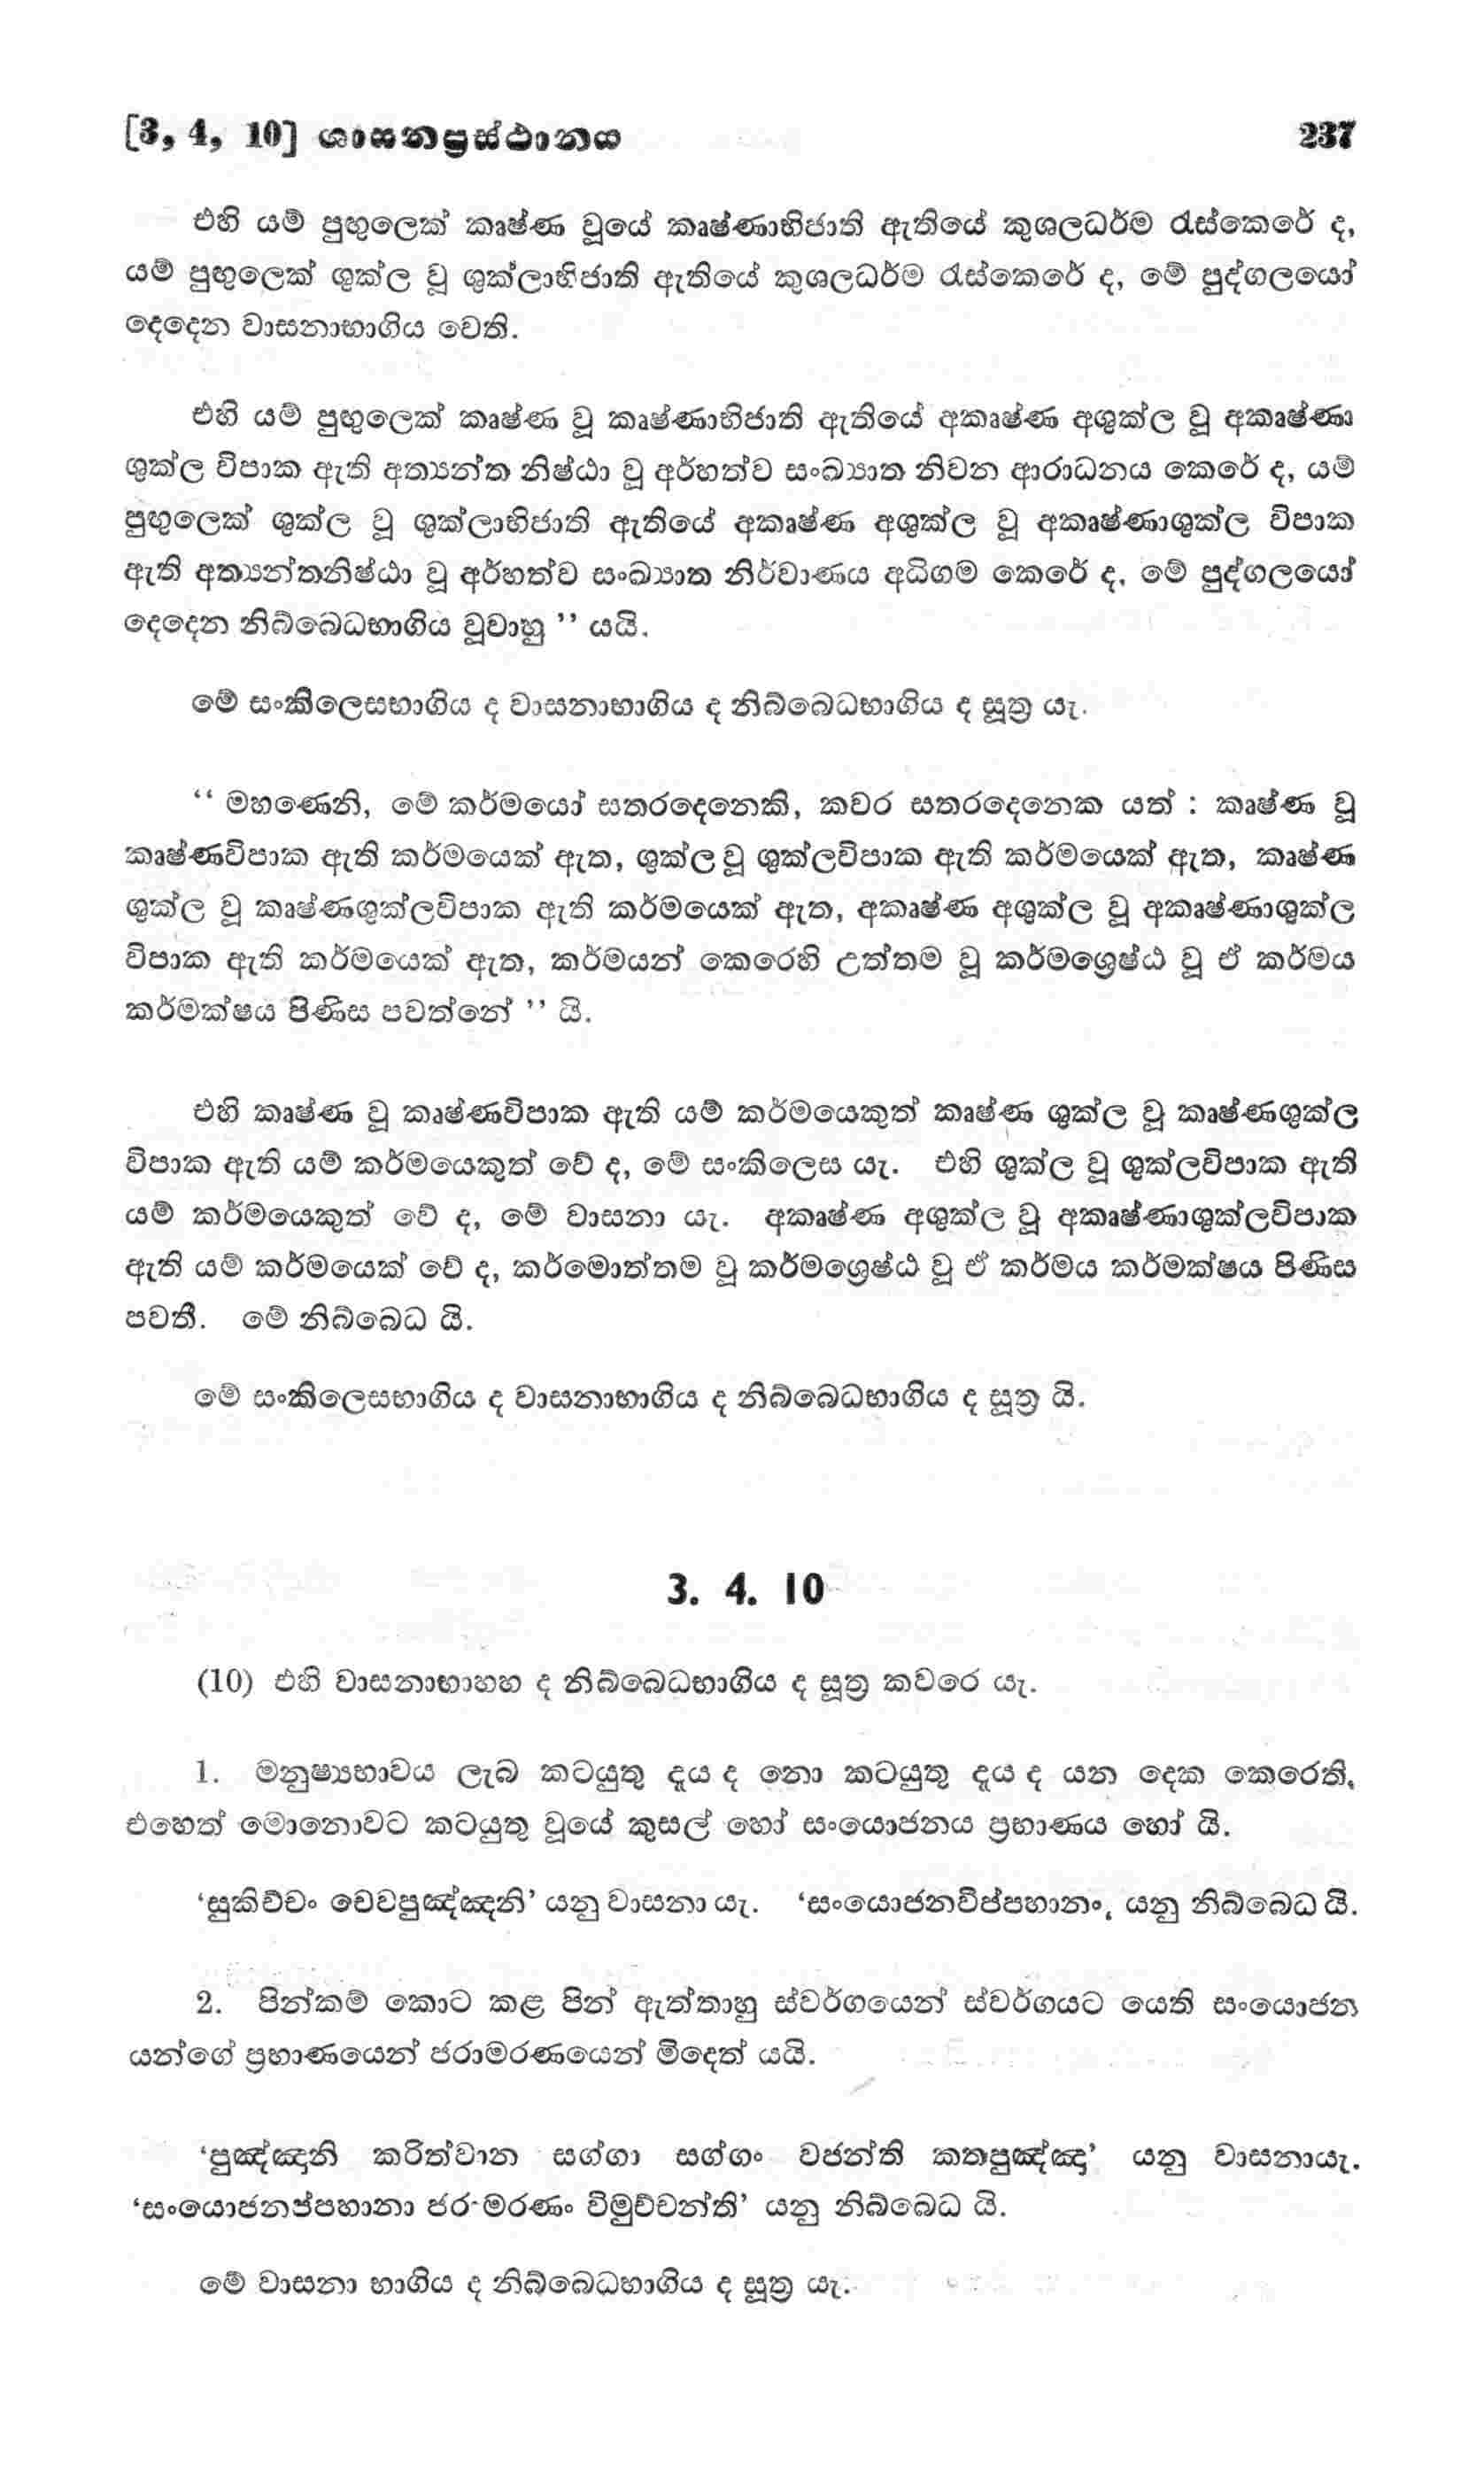 [3, 4, 10] ශාසනප්‍රස්ථානය 237
එහි යම් පුඟුලෙක් කෘෂ්ණ වූයේ කෘෂ්ණාභිජාති ඇතියේ කුශලධර්ම රැස්කෙරේ ද,
යම් පුඟුලෙක් ශුක්ල වූ ශුක්ලාභිජාති ඇතියේ කුශලධර්ම රැස්කෙරේ ද, මේ පුද්ගලයෝ
දෙදෙන වාසනාභාගිය වෙති.
එහි යම් පුඟුලෙක් කෘෂ්ණ වූ කෘෂ්ණාභිජාති ඇතියේ අකෘෂ්ණ අශුක්ල වූ අකෘෂ්ණා
ශුක්ල විපාක ඇති අත්‍යන්ත නිෂ්ඨා වූ අර්හත්ව සංඛ්‍යාත නිවන ආරාධනය කෙරේ ද, යම්
පුඟුලෙක් ශුක්ල වූ ශුක්ලාභිජාති ඇතියේ අකෘෂ්ණ අශුක්ල වූ අකෘෂ්ණාශුක්ල විපාක
ඇති අත්‍යන්තනිෂ්ඨා වූ අර්හත්ව සංඛ්‍යාත නිර්වාණය අධිගම කෙරේ ද, මේ පුද්ගලයෝ
දෙදෙන නිබ්බෙධභාගිය වූවාහු ’’ යයි.
මේ සංකිලෙසභාගිය ද වාසනාභාගිය ද නිබ්බෙධභාගිය ද සූත්‍ර යැ.
‘‘ මහණෙනි, මේ කර්මයෝ සතරදෙනෙකි, කවර සතරදෙනෙක යත් : කෘෂ්ණ වූ
කෘෂ්ණවිපාක ඇති කර්මයෙක් ඇත, ශුක්ල වූ ශුක්ලවිපාක ඇති කර්මයෙක් ඇත, කෘෂ්ණ
ශුක්ල වූ කෘෂ්ණශුක්ලවිපාක ඇති කර්මයෙක් ඇත, අකෘෂ්ණ අශුක්ල වූ අකෘෂ්ණාශුක්ල
විපාක ඇති කර්මයෙක් ඇත, කර්මයන් කෙරෙහි උත්තම වූ කර්මශ්‍රෙෂ්ඨ වූ ඒ කර්මය
කර්මක්ෂය පිණිස පවත්නේ ’’ යි.
එහි කෘෂ්ණ වූ කෘෂ්ණවිපාක ඇති යම් කර්මයෙකුත් කෘෂ්ණ ශුක්ල වූ කෘෂ්ණශුක්ල
විපාක ඇති යම් කර්මයෙකුත් වේ ද, මේ සංකිලෙස යැ. එහි ශුක්ල වූ ශුක්ලවිපාක ඇති
යම් කර්මයෙකුත් වේ ද, මේ වාසනා යැ. අකෘෂ්ණ අශුක්ල වූ අකෘෂ්ණාශුක්ලවිපාක
ඇති යම් කර්මයෙක් වේ ද, කර්මොත්තම වූ කර්මශ්‍රෙෂ්ඨ වූ ඒ කර්මය කර්මක්ෂය පිණිස
පවතී. මේ නිබ්බෙධ යි.
මේ සංකිලෙසභාගිය ද වාසනාභාගිය ද නිබ්බෙධභාගිය ද සූත්‍ර යි.
3. 4. 10
(10) එහි වාසනාභාගහ ද නිබ්බෙධභාගිය ද සූත්‍ර කවරෙ යැ.
1. මනුෂ්‍යභාවය ලැබ කටයුතු දෑය ද නො කටයුතු දෑය ද යන දෙක කෙරෙති,
එහෙත් මොනොවට කටයුතු වූයේ කුසල් හෝ සංයොජනය ප්‍රහාණය හෝ යි.
‘සුකිච්චං චෙවපුඤ්ඤනි’ යනු වාසනා යැ. ‘සංයොජනවිප්පහානං, යනු නිබ්බෙධ යි.
2. පින්කම් කොට කළ පින් ඇත්තාහු ස්වර්ගයෙන් ස්වර්ගයට යෙති සංයොජන
යන්ගේ ප්‍රහාණයෙන් ජරාමරණයෙන් මිදෙත් යයි.
‘පුඤ්ඤානි කරිත්වාන සග්ගා සග්ගං වජන්ති කතපුඤ්ඤා’ යනු වාසනායැ.
‘සංයොජනප්පහානා ජරාමරණං විමුච්චන්ති’ යනු නිබ්බෙධ යි.
මේ වාසනා භාගිය ද නිබ්බෙධභාගිය ද සූත්‍ර යැ.